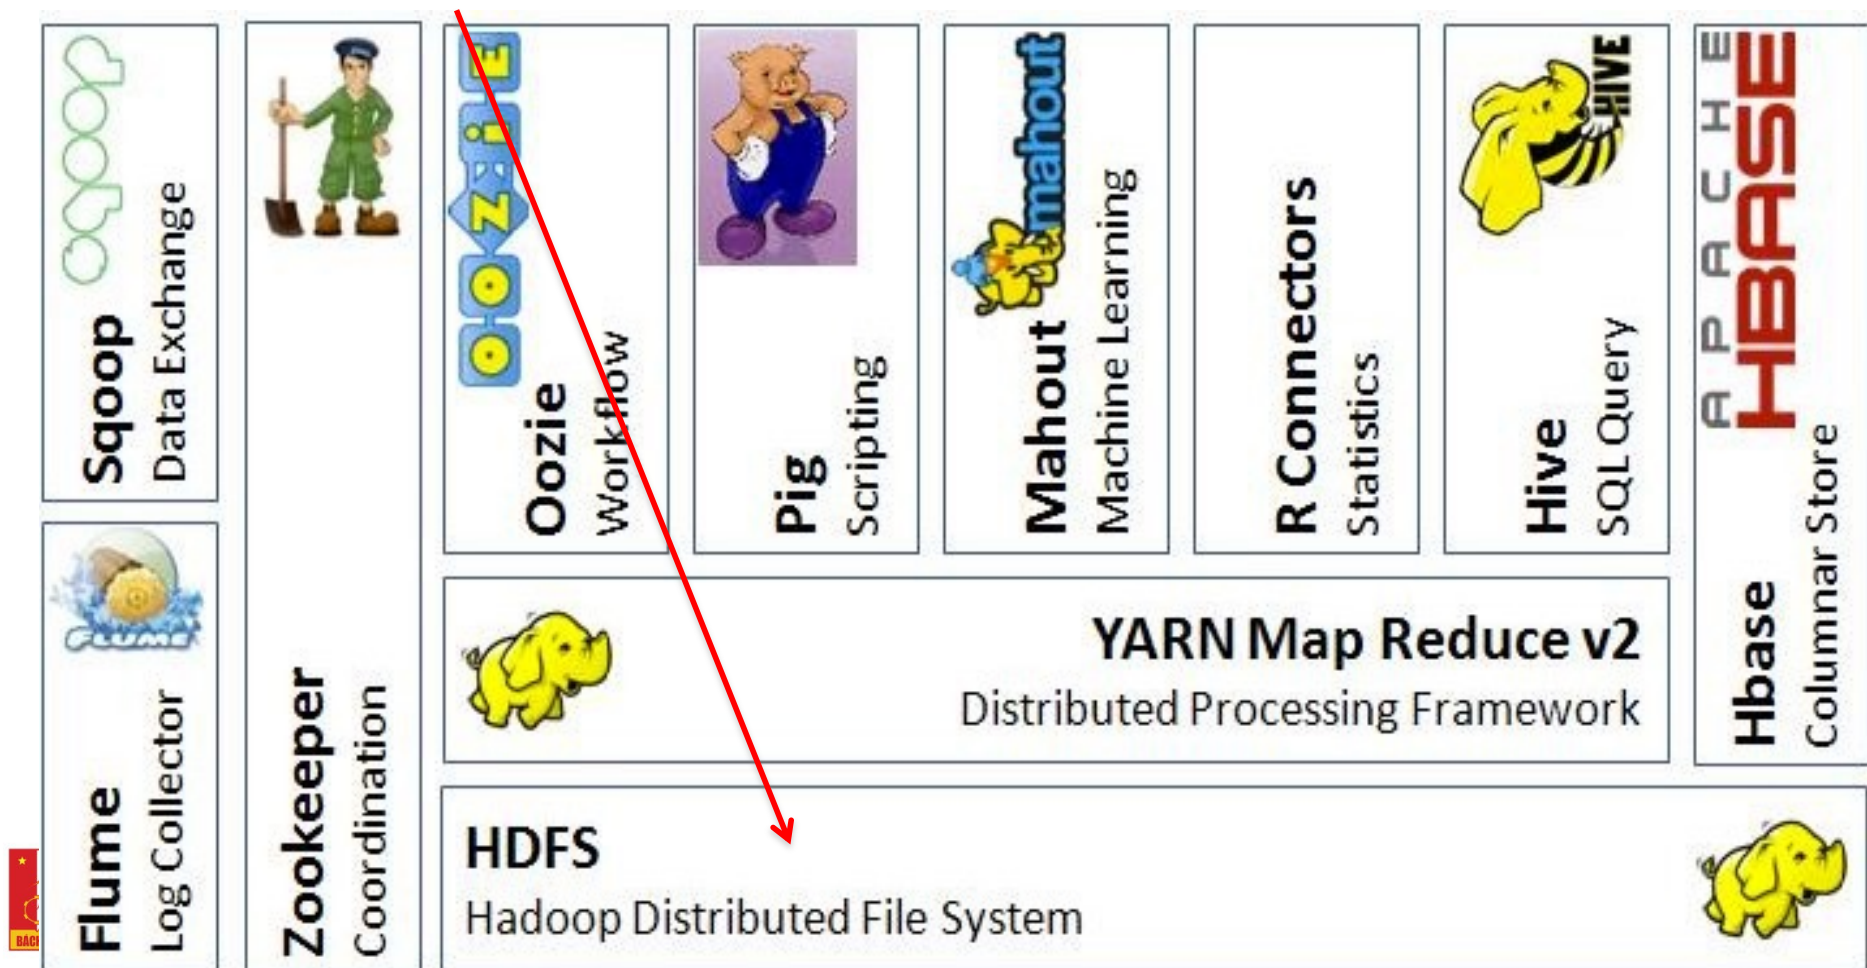 sqoop
Sqoop
Data Exchange
FLUME
Flume
Log Collector
Zookeeper
Coordination
OOZiE
Oozie
Workflow
Pig
Scripting
mahout
Mahout
Machine Learning
R Connectors
Statistics
HIVE
Hive
SQL Query
APACHE
HBASE
Hbase
Columnar Store
YARN Map Reduce v2
Distributed Processing Framework
HDFS
Hadoop Distributed File System